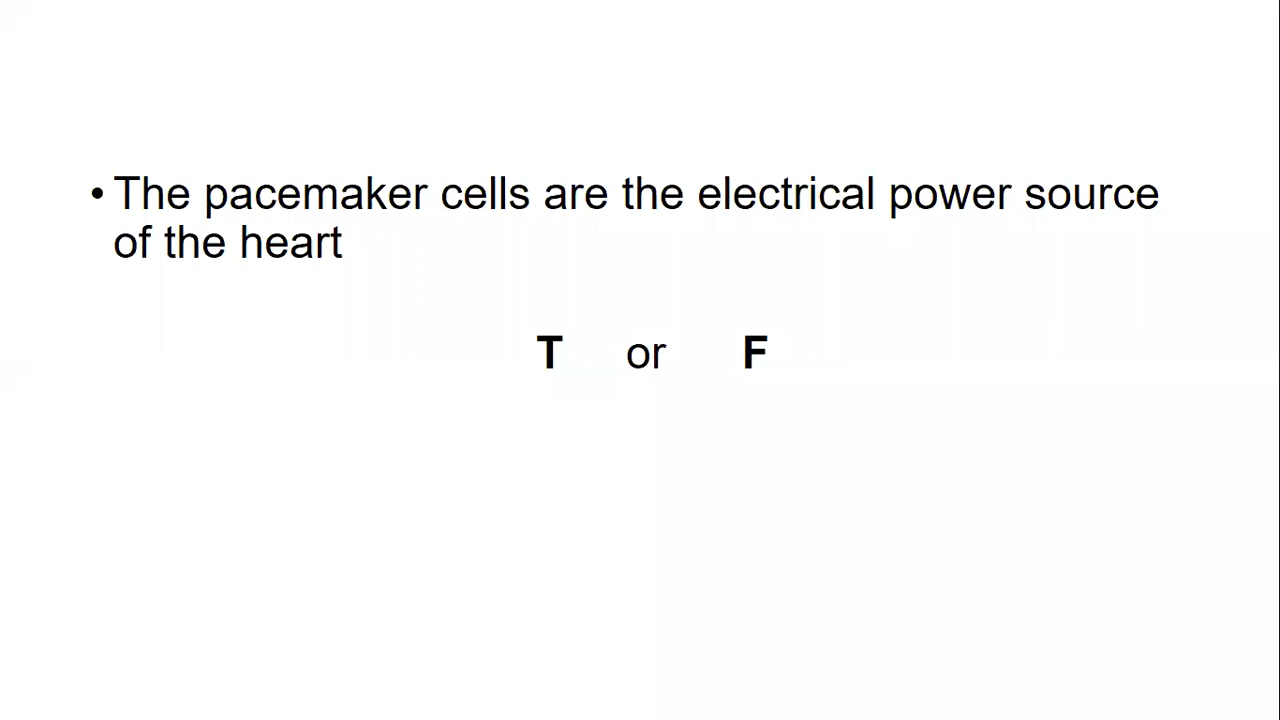 • The pacemaker cells are the electrical power source
of the heart
T or F